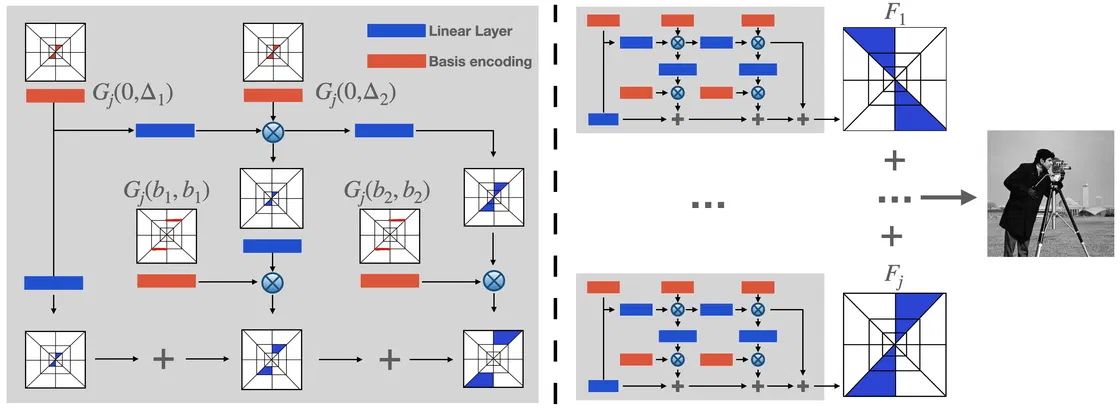 Linear Layer
Basis encoding
G_j(0,Δ_1)
G_j(0,Δ_2)
G_j(b_1, b_1)
G_j(b_2, b_2)
F_1
+
...
+
F_j